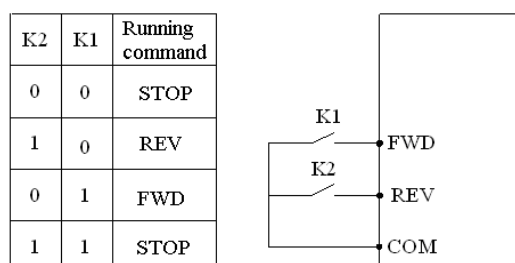 K2 K1 Running command
0 0 STOP
1 0 REV
0 1 FWD
1 1 STOP
K1
FWD
K2
REV
COM